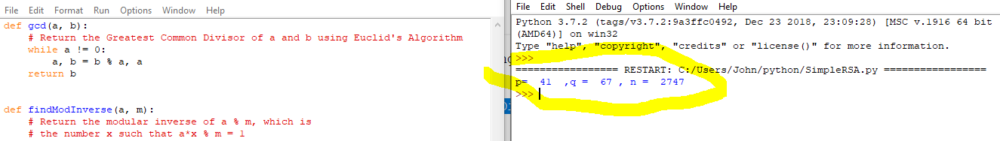 File Edit Format Run Options Window Help
def gcd(a, b):
# Return the Greatest Common Divisor of a and b using Euclid's Algorithm
while a != 0:
a, b = b % a, a
return b
def findModInverse(a, m):
# Return the modular inverse of a % m, which is
# the number x such that a*x % m = 1
File Edit Shell Debug Options Window Help
Python 3.7.2 (tags/v3.7.2:9a3ffc0492, Dec 23 2018, 23:09:28) [MSC v.1916 64 bit
(AMD64)] on win32
Type "help", "copyright", "credits" or "license()" for more information.
>>>
================= RESTART: C:/Users/John/python/SimpleRSA.py =================
p= 41 ,q = 67 , n = 2747
>>>